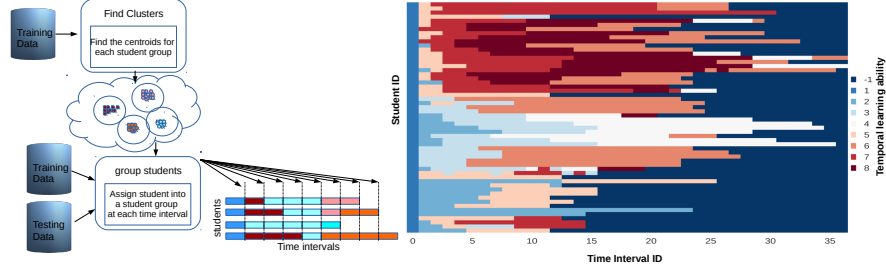 Find Clusters
Training
Data
Find the centroids for
each student group
Training
Data
group students
Assign student into
a student group
at each time interval
Testing
Data
students
Time intervals
Student ID
0
5
10
15
20
25
30
35
Time Interval ID
-1
1
2
3
5
6
7
8
Temporal learning ability